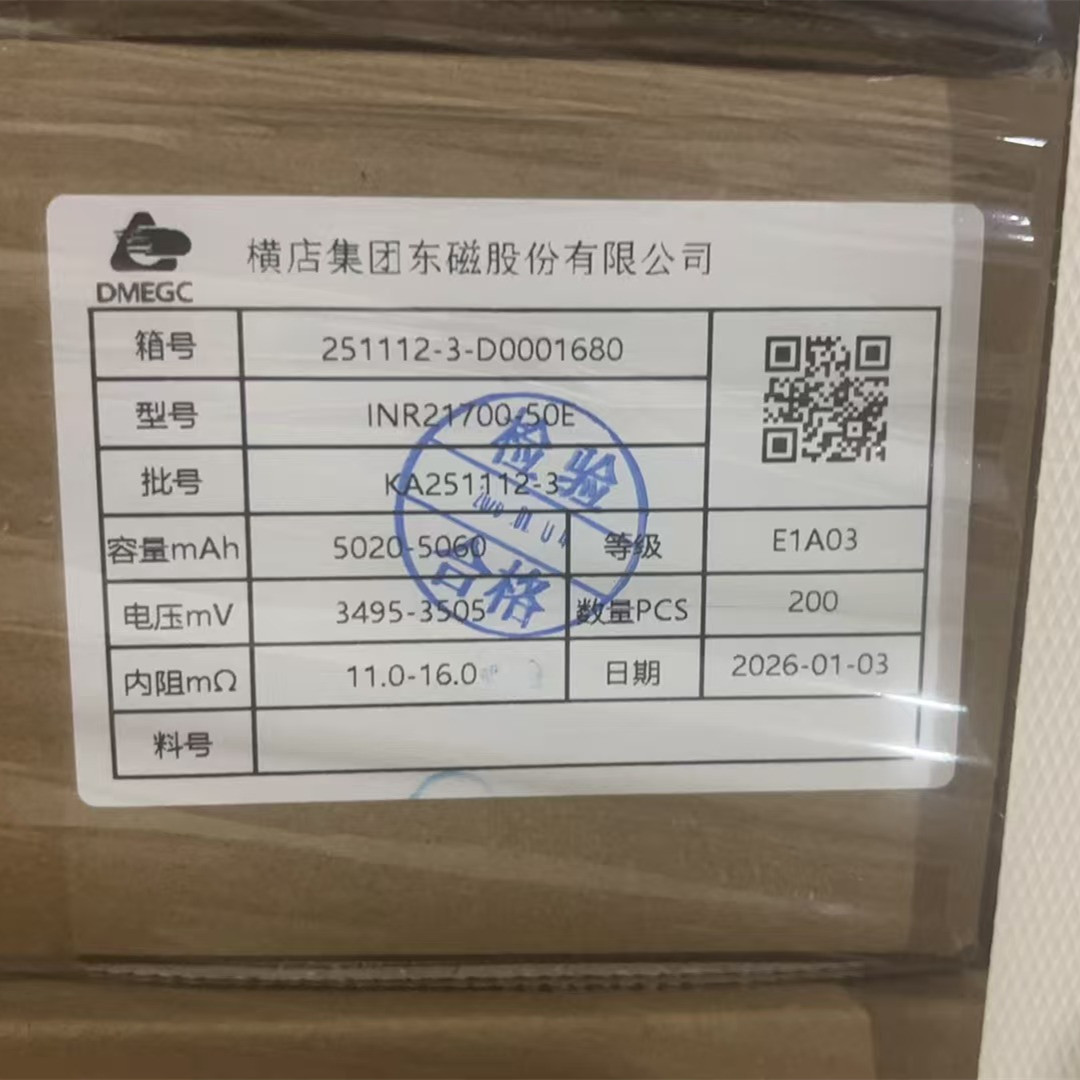 DMEGC
横店集团东磁股份有限公司
箱号 251112-3-D0001680
型号 INR21700-50E
批号 KA251112-3
容量mAh 5020-5060 等级 E1A03
电压mV 3495-3505 数量PCS 200
内阻mΩ 11.0-16.0 日期 2026-01-03
料号
检验
合格